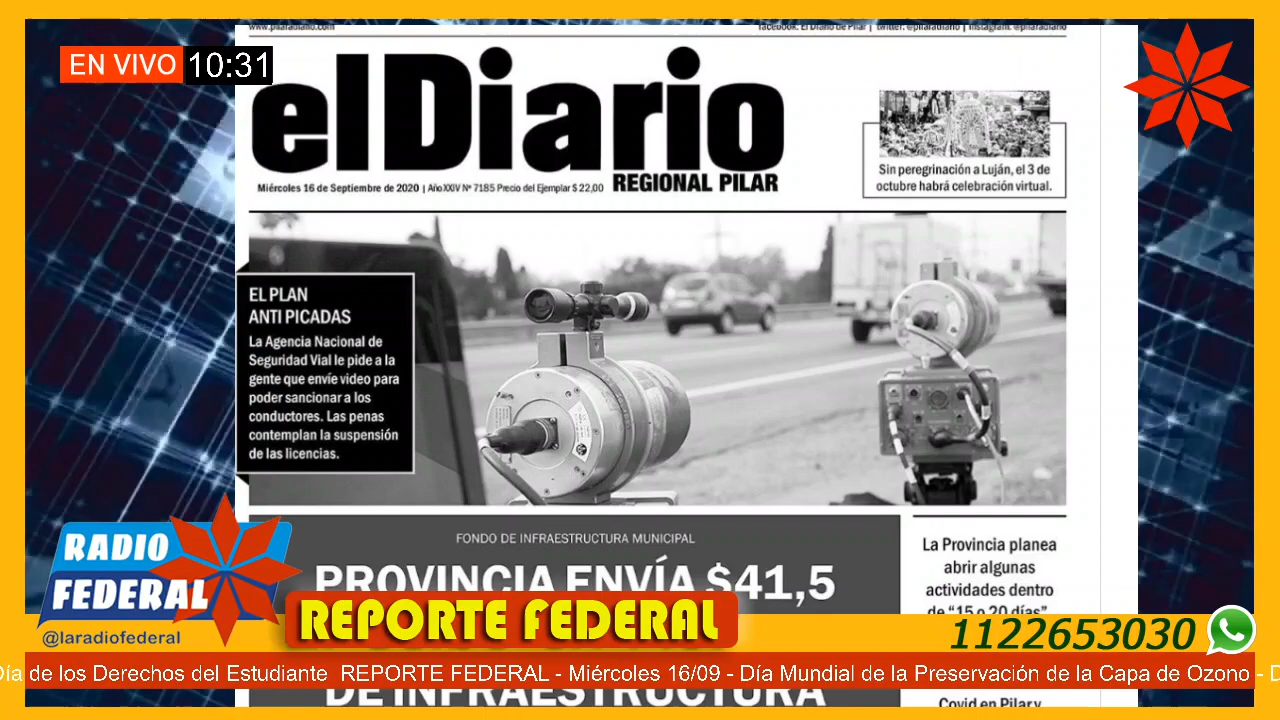 www.pilaradiario.com
facebook: El Diario de Pilar | twitter: @pilaradiario | instagram: @pilaradiario
EN VIVO 10:31
el Diario
REGIONAL PILAR
Miércoles 16 de Septiembre de 2020 | Año XXIV Nº 7185 Precio del Ejemplar $ 22,00
Sin peregrinación a Luján, el 3 de
octubre habrá celebración virtual.
EL PLAN
ANTI PICADAS
La Agencia Nacional de
Seguridad Vial le pide a la
gente que envíe video para
poder sancionar a los
conductores. Las penas
contemplan la suspensión
de las licencias.
FONDO DE INFRAESTRUCTURA MUNICIPAL
PROVINCIA ENVÍA $41,5
DE INFRAESTRUCTURA
La Provincia planea
abrir algunas
actividades dentro
de "15 o 20 días"
Covid en Pilar y
RADIO
FEDERAL
@laradiofederal
REPORTE FEDERAL
1122653030
Día de los Derechos del Estudiante REPORTE FEDERAL - Miércoles 16/09 - Día Mundial de la Preservación de la Capa de Ozono - D